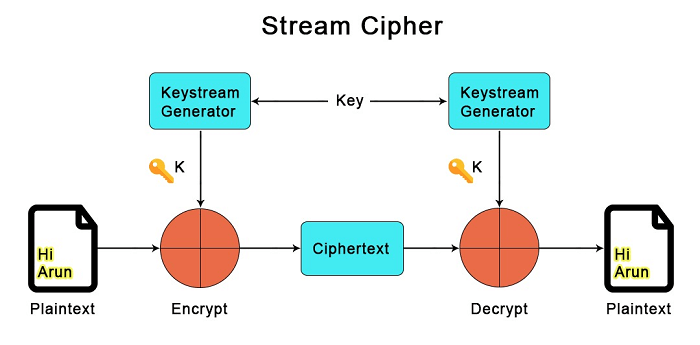 Stream Cipher
Keystream
Generator
Key
Keystream
Generator
K
K
Hi
Arun
Ciphertext
Hi
Arun
Plaintext
Encrypt
Decrypt
Plaintext